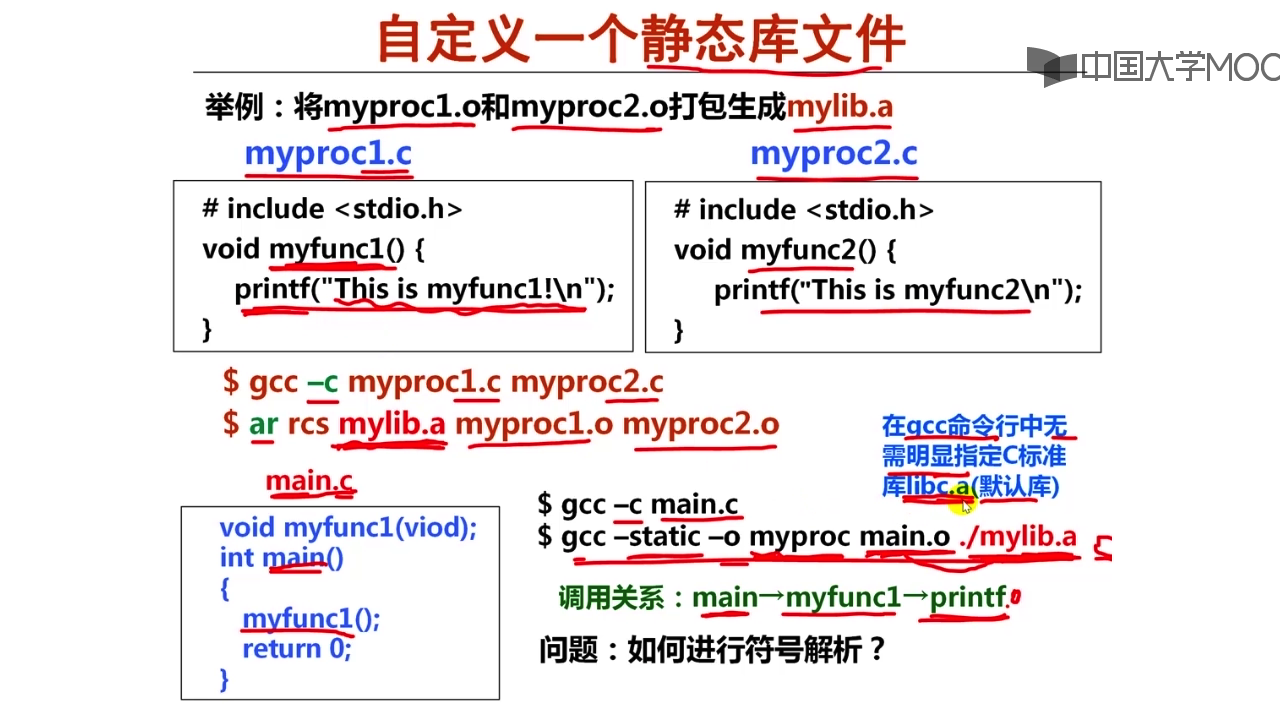 自定义一个静态库文件
中国大学MOO
举例：将myproc1.o和myproc2.o打包生成mylib.a
myproc1.c
# include <stdio.h>
void myfunc1() {
printf("This is myfunc1!\n");
}
myproc2.c
# include <stdio.h>
void myfunc2() {
printf("This is myfunc2\n");
}
$ gcc –c myproc1.c myproc2.c
$ ar rcs mylib.a myproc1.o myproc2.o
main.c
void myfunc1(viod);
int main()
{
myfunc1();
return 0;
}
在gcc命令行中无
需明显指定C标准
库libc.a(默认库)
$ gcc –c main.c
$ gcc –static –o myproc main.o ./mylib.a
调用关系：main→myfunc1→printf.o
问题：如何进行符号解析？